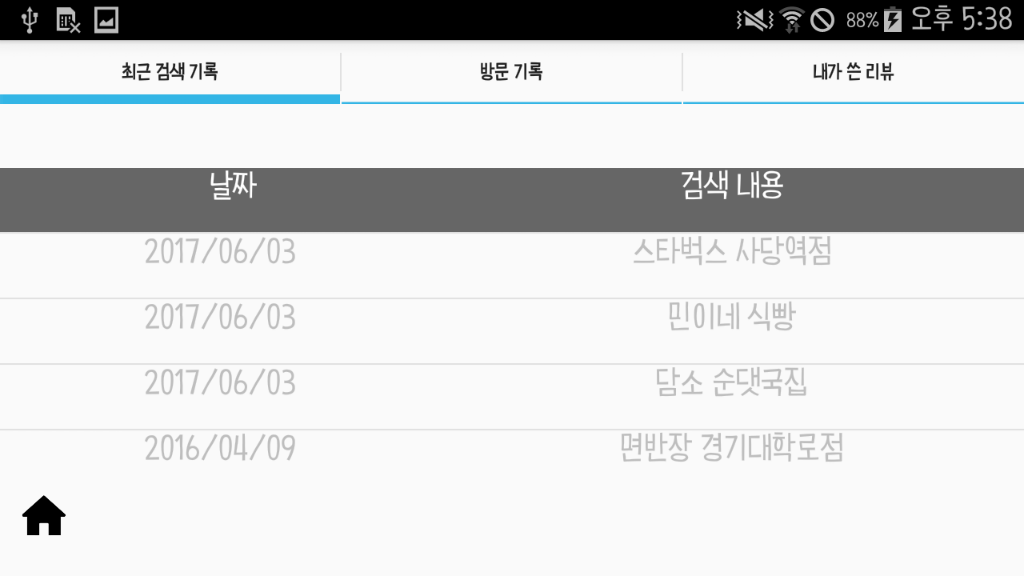 88% 오후 5:38
최근 검색 기록 방문 기록 내가 쓴 리뷰
날짜 검색 내용
2017/06/03 스타벅스 사당역점
2017/06/03 민이네 식빵
2017/06/03 담소 순댓국집
2016/04/09 면반장 경기대학로점